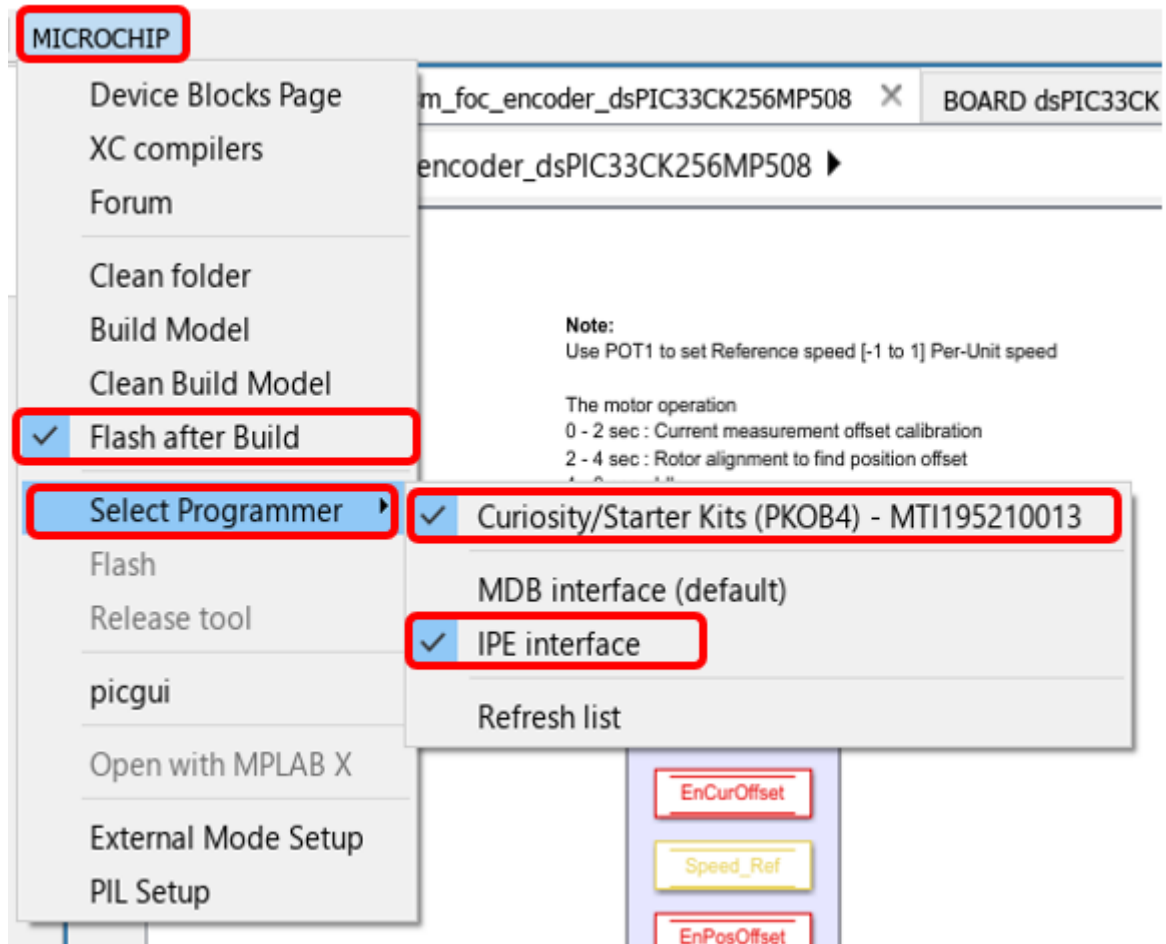 MICROCHIP
m_foc_encoder_dsPIC33CK256MP508
BOARD dsPIC33CK
encoder_dsPIC33CK256MP508
Device Blocks Page
XC compilers
Forum
Clean folder
Build Model
Clean Build Model
Flash after Build
Select Programmer
Flash
Release tool
picgui
Open with MPLAB X
External Mode Setup
PIL Setup
Note:
Use POT1 to set Reference speed [-1 to 1] Per-Unit speed
The motor operation
0 - 2 sec : Current measurement offset calibration
2 - 4 sec : Rotor alignment to find position offset
Curiosity/Starter Kits (PKOB4) - MTI195210013
MDB interface (default)
IPE interface
Refresh list
EnCurOffset
Speed_Ref
EnPosOffset